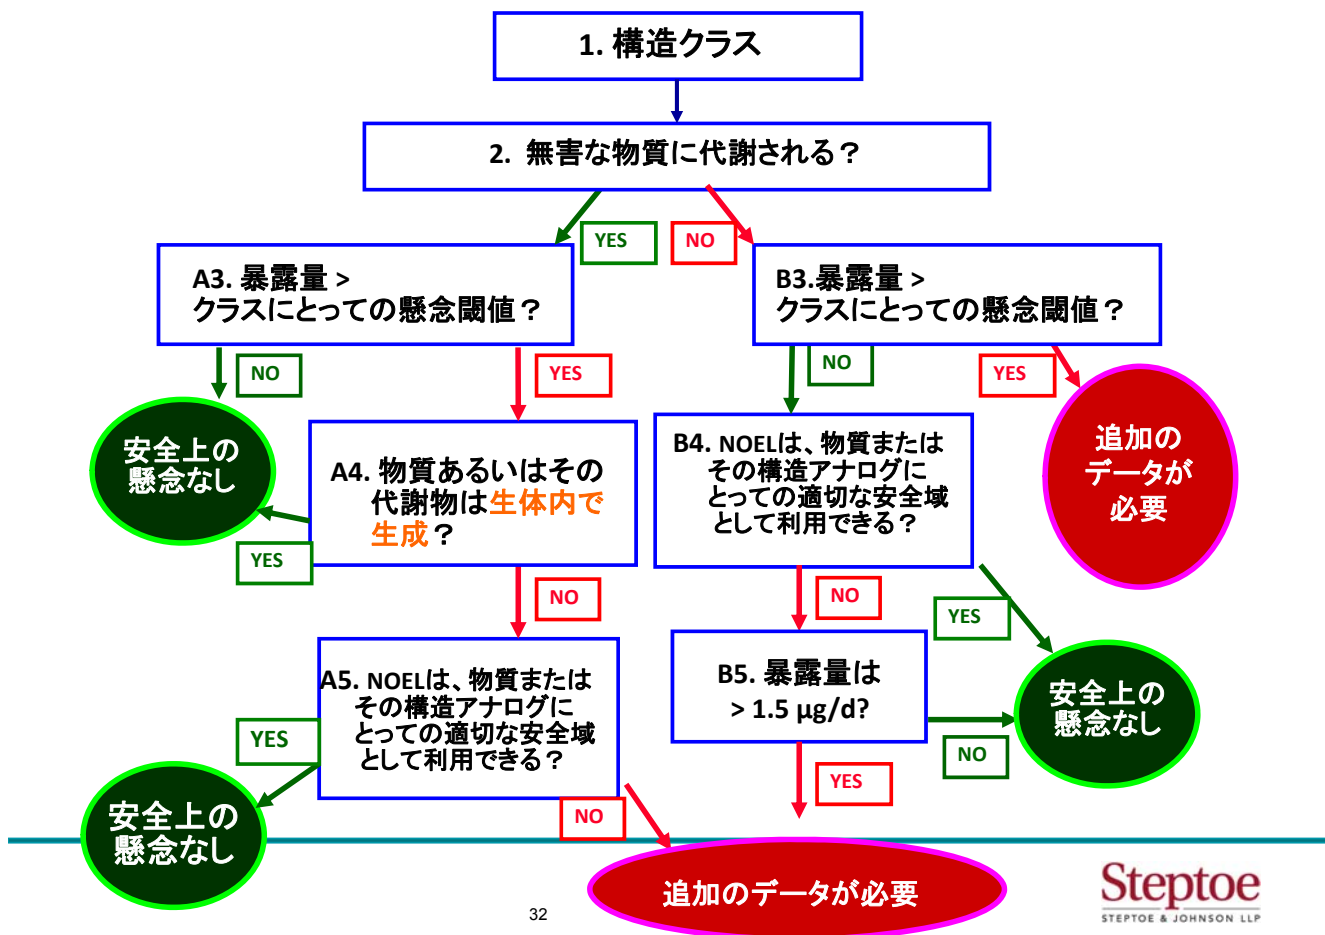 1. 構造クラス
2. 無害な物質に代謝される？
YES
NO
A3. 暴露量 >
クラスにとっての懸念閾値？
B3.暴露量 >
クラスにとっての懸念閾値？
NO
YES
NO
YES
安全上の
懸念なし
A4. 物質あるいはその
代謝物は生体内で
生成？
B4. NOELは、物質または
その構造アナログに
とっての適切な安全域
として利用できる？
追加の
データが
必要
YES
NO
NO
YES
A5. NOELは、物質または
その構造アナログに
とっての適切な安全域
として利用できる？
B5. 暴露量は
> 1.5 µg/d?
安全上の
懸念なし
YES
NO
YES
NO
安全上の
懸念なし
追加のデータが必要
32
Steptoe
STEPTOE & JOHNSON LLP